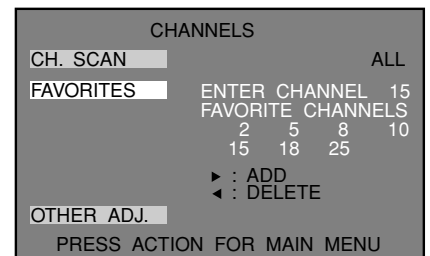 CHANNELS
CH. SCAN ALL
FAVORITES ENTER CHANNEL 15
FAVORITE CHANNELS
2 5 8 10
15 18 25
► : ADD
◄ : DELETE
OTHER ADJ.
PRESS ACTION FOR MAIN MENU